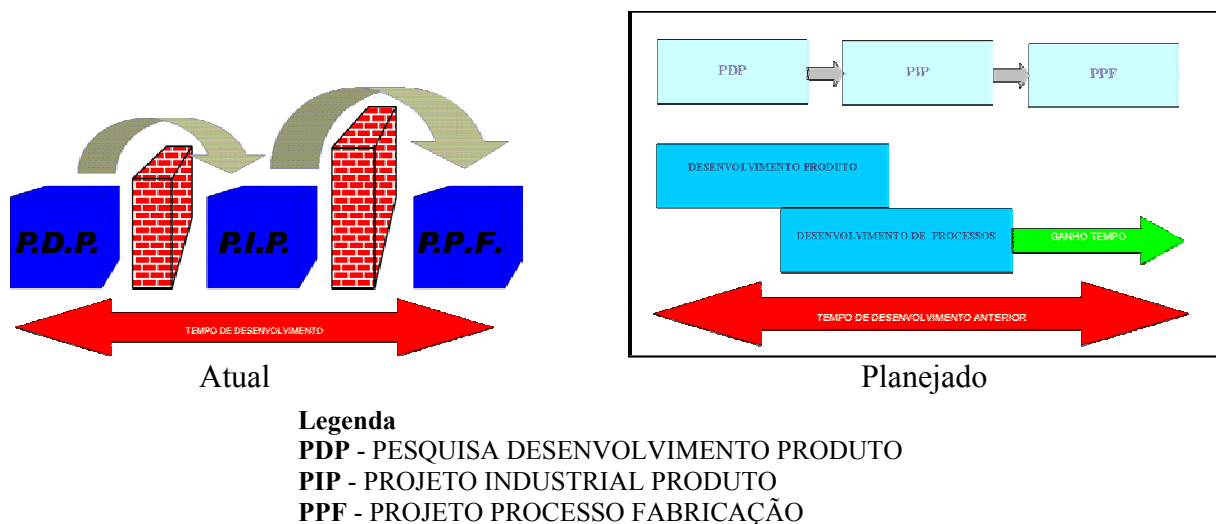 P.D.P.
P.I.P.
P.P.F.
TEMPO DE DESENVOLVIMENTO
Atual
PDP
PIP
PPF
DESENVOLVIMENTO PRODUTO
DESENVOLVIMENTO DE PROCESSOS
GANHO TEMPO
TEMPO DE DESENVOLVIMENTO ANTERIOR
Planejado
Legenda
PDP - PESQUISA DESENVOLVIMENTO PRODUTO
PIP - PROJETO INDUSTRIAL PRODUTO
PPF - PROJETO PROCESSO FABRICAÇÃO